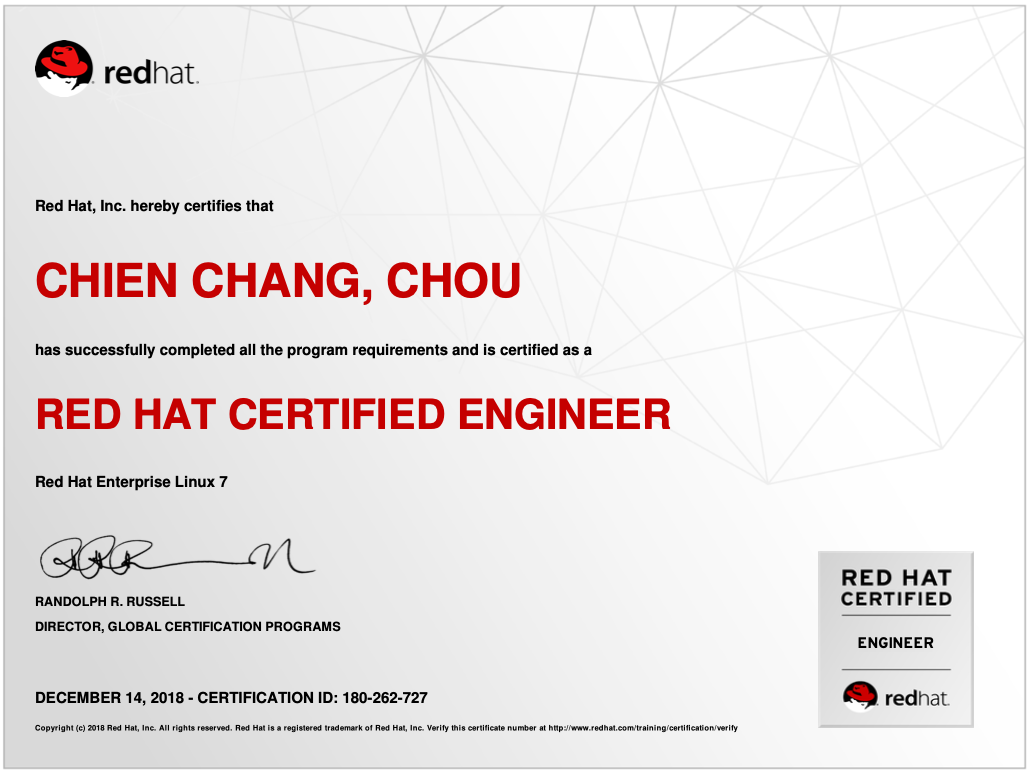 redhat.
Red Hat, Inc. hereby certifies that
CHIEN CHANG, CHOU
has successfully completed all the program requirements and is certified as a
RED HAT CERTIFIED ENGINEER
Red Hat Enterprise Linux 7
RANDOLPH R. RUSSELL
DIRECTOR, GLOBAL CERTIFICATION PROGRAMS
DECEMBER 14, 2018 - CERTIFICATION ID: 180-262-727
Copyright (c) 2018 Red Hat, Inc. All rights reserved. Red Hat is a registered trademark of Red Hat, Inc. Verify this certificate number at http://www.redhat.com/training/certification/verify
RED HAT
CERTIFIED
ENGINEER
redhat.